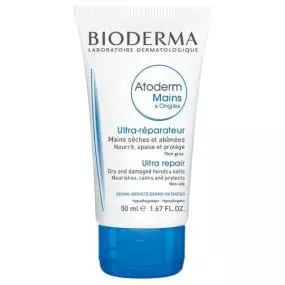 BIODERMA
LABORATOIRE DERMATOLOGIQUE
Atoderm
Mains
& Ongles
Ultra-réparateur
Mains sèches et abîmées
Nourrit, apaise et protège
Non gras
Ultra repair
Dry and damaged hands & nails
Nourishes, calms and protects
Non oily
50 ml ℮ 1.67 FL.OZ.